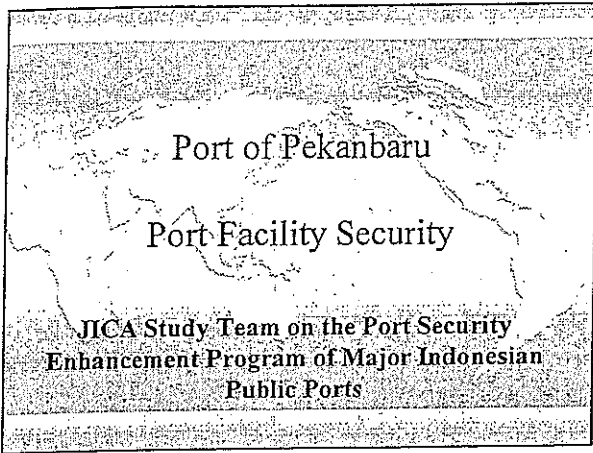 Port of Pekanbaru
Port Facility Security
JICA Study Team on the Port Security
Enhancement Program of Major Indonesian
Public Ports